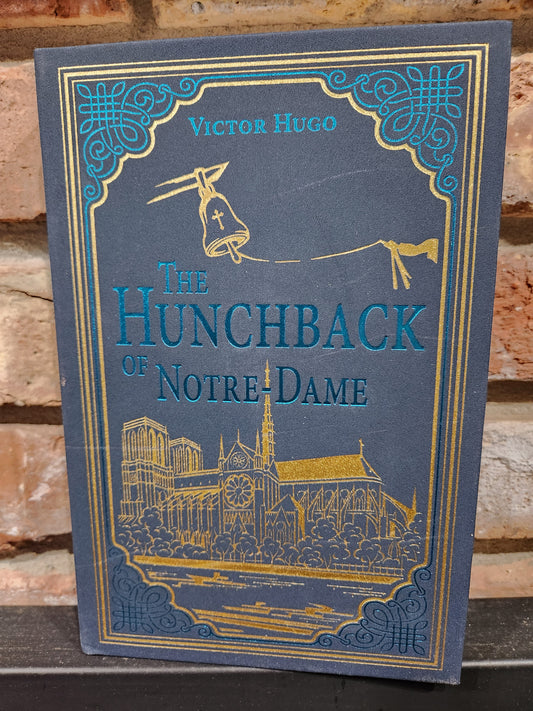 Victor Hugo
The
Hunchback
of Notre-Dame